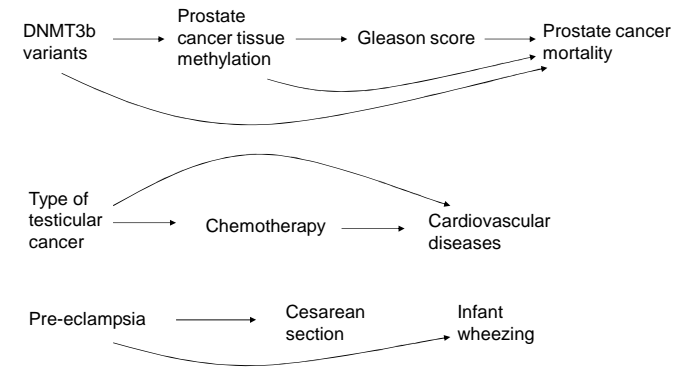 DNMT3b
variants
Prostate
cancer tissue
methylation
Gleason score
Prostate cancer
mortality
Type of
testicular
cancer
Chemotherapy
Cardiovascular
diseases
Pre-eclampsia
Cesarean
section
Infant
wheezing